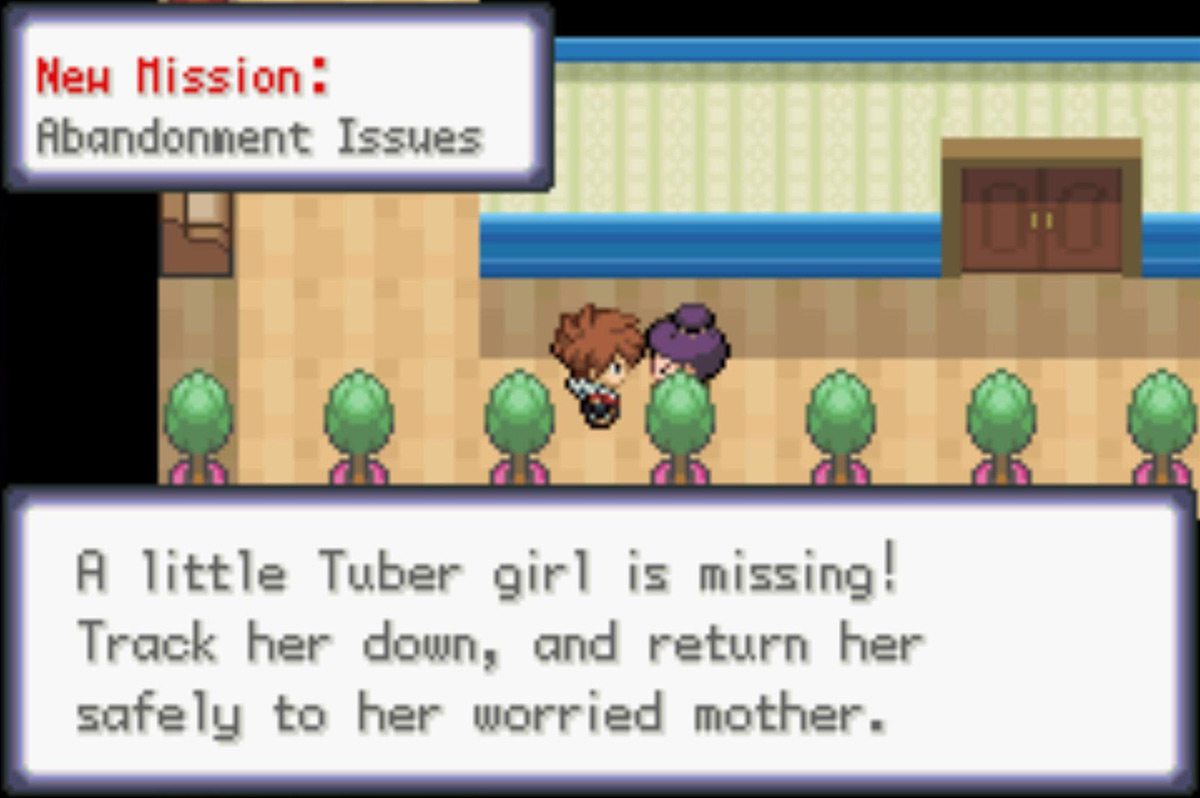 New Mission:
Abandonment Issues
A little Tuber girl is missing!
Track her down, and return her
safely to her worried mother.